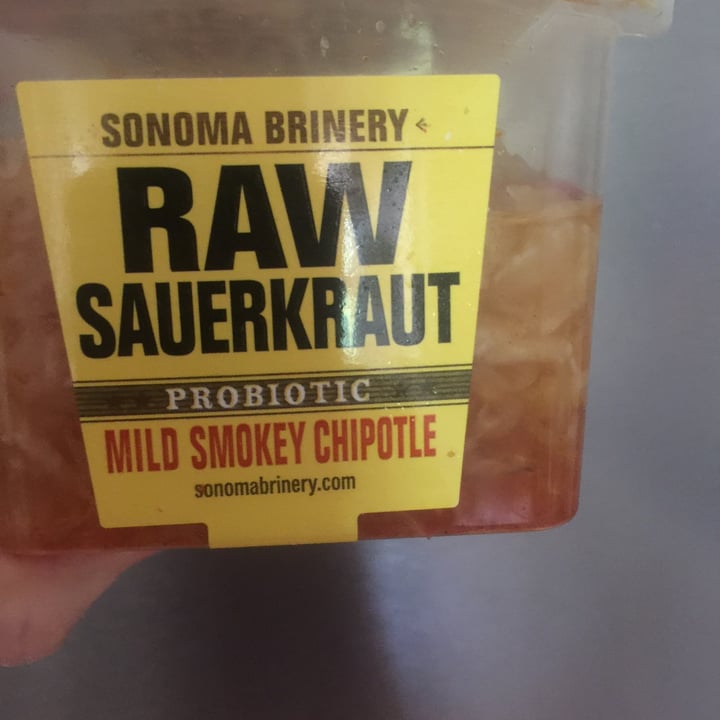 SONOMA BRINERY
RAW
SAUERKRAUT
PROBIOTIC
MILD SMOKEY CHIPOTLE
sonomabrinery.com